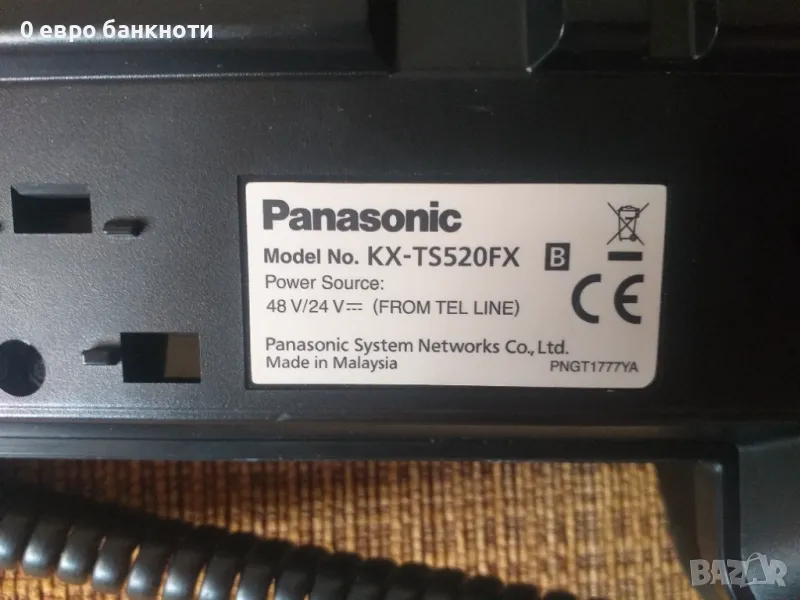 0 евро банкноти
Panasonic
Model No. KX-TS520FX B
Power Source:
48 V/24 V⎓ (FROM TEL LINE)
CE
Panasonic System Networks Co., Ltd.
Made in Malaysia
PNGT1777YA
BAZAR